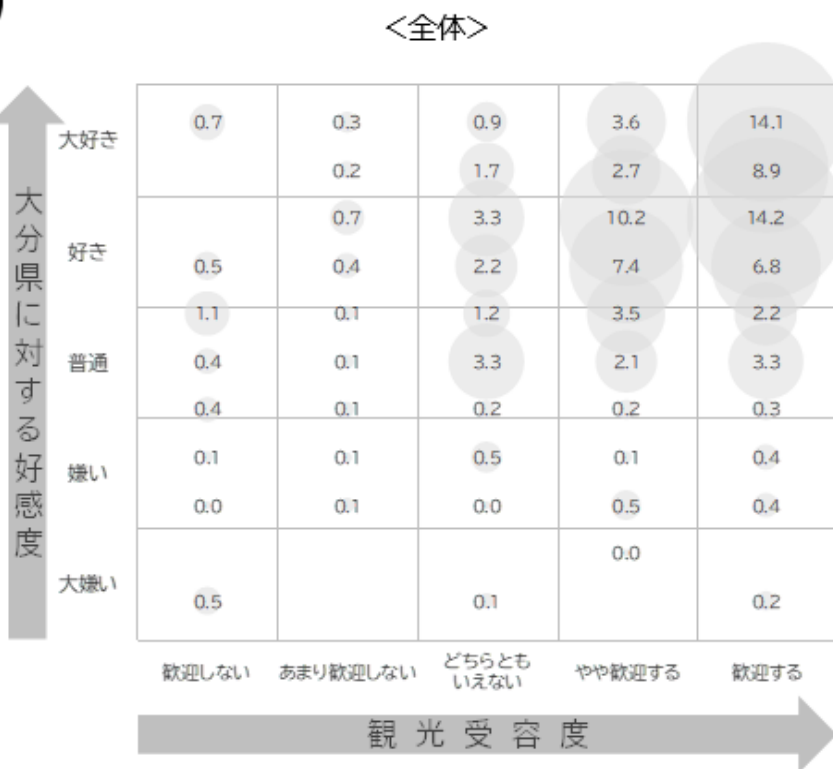 ＜全体＞
大分県に対する好感度
大好き
0.7 0.3 0.9 3.6 14.1
0.2 1.7 2.7 8.9
好き
0.7 3.3 10.2 14.2
0.5 0.4 2.2 7.4 6.8
1.1 0.1 1.2 3.5 2.2
普通
0.4 0.1 3.3 2.1 3.3
0.4 0.1 0.2 0.2 0.3
嫌い
0.1 0.1 0.5 0.1 0.4
0.0 0.1 0.0 0.5 0.4
大嫌い
0.0
0.5 0.1 0.2
歓迎しない
あまり歓迎しない
どちらとも
いえない
やや歓迎する
歓迎する
観光受容度